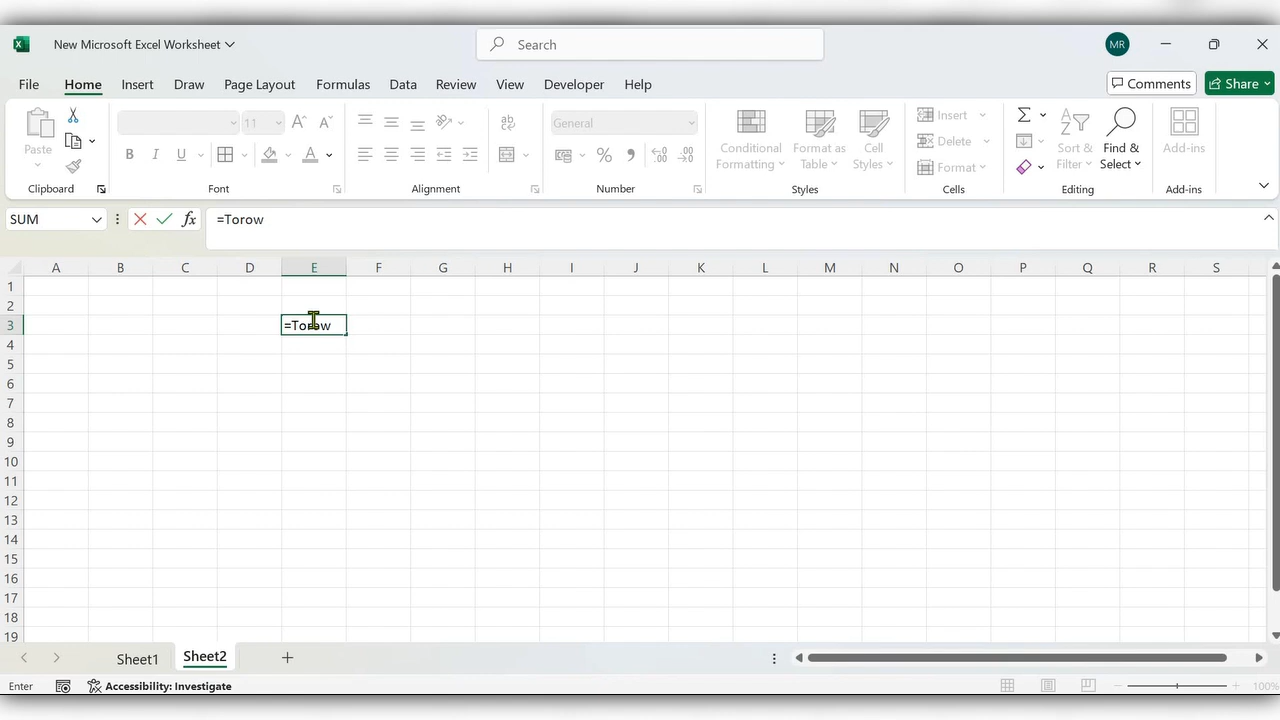 New Microsoft Excel Worksheet
Search
MR
File Home Insert Draw Page Layout Formulas Data Review View Developer Help
Comments Share
Paste
11
B I U A
General
Conditional Formatting
Format as Table
Cell Styles
Insert
Delete
Format
Sort & Filter
Find & Select
Add-ins
Clipboard Font Alignment Number Styles Cells Editing Add-ins
SUM fx =Torow
A B C D E F G H I J K L M N O P Q R S
1
2
3 =Torow
4
5
6
7
8
9
10
11
12
13
14
15
16
17
18
19
Sheet1 Sheet2
Enter Accessibility: Investigate 100%